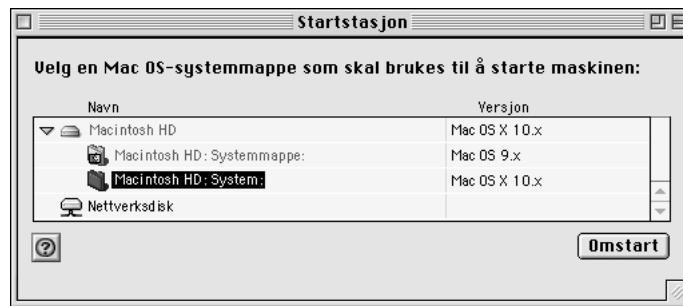 Startstasjon
Velg en Mac OS-systemmappe som skal brukes til å starte maskinen:
Navn Versjon
Macintosh HD Mac OS X 10.x
Macintosh HD: Systemmappe: Mac OS 9.x
Macintosh HD: System: Mac OS X 10.x
Nettverksdisk
? Omstart